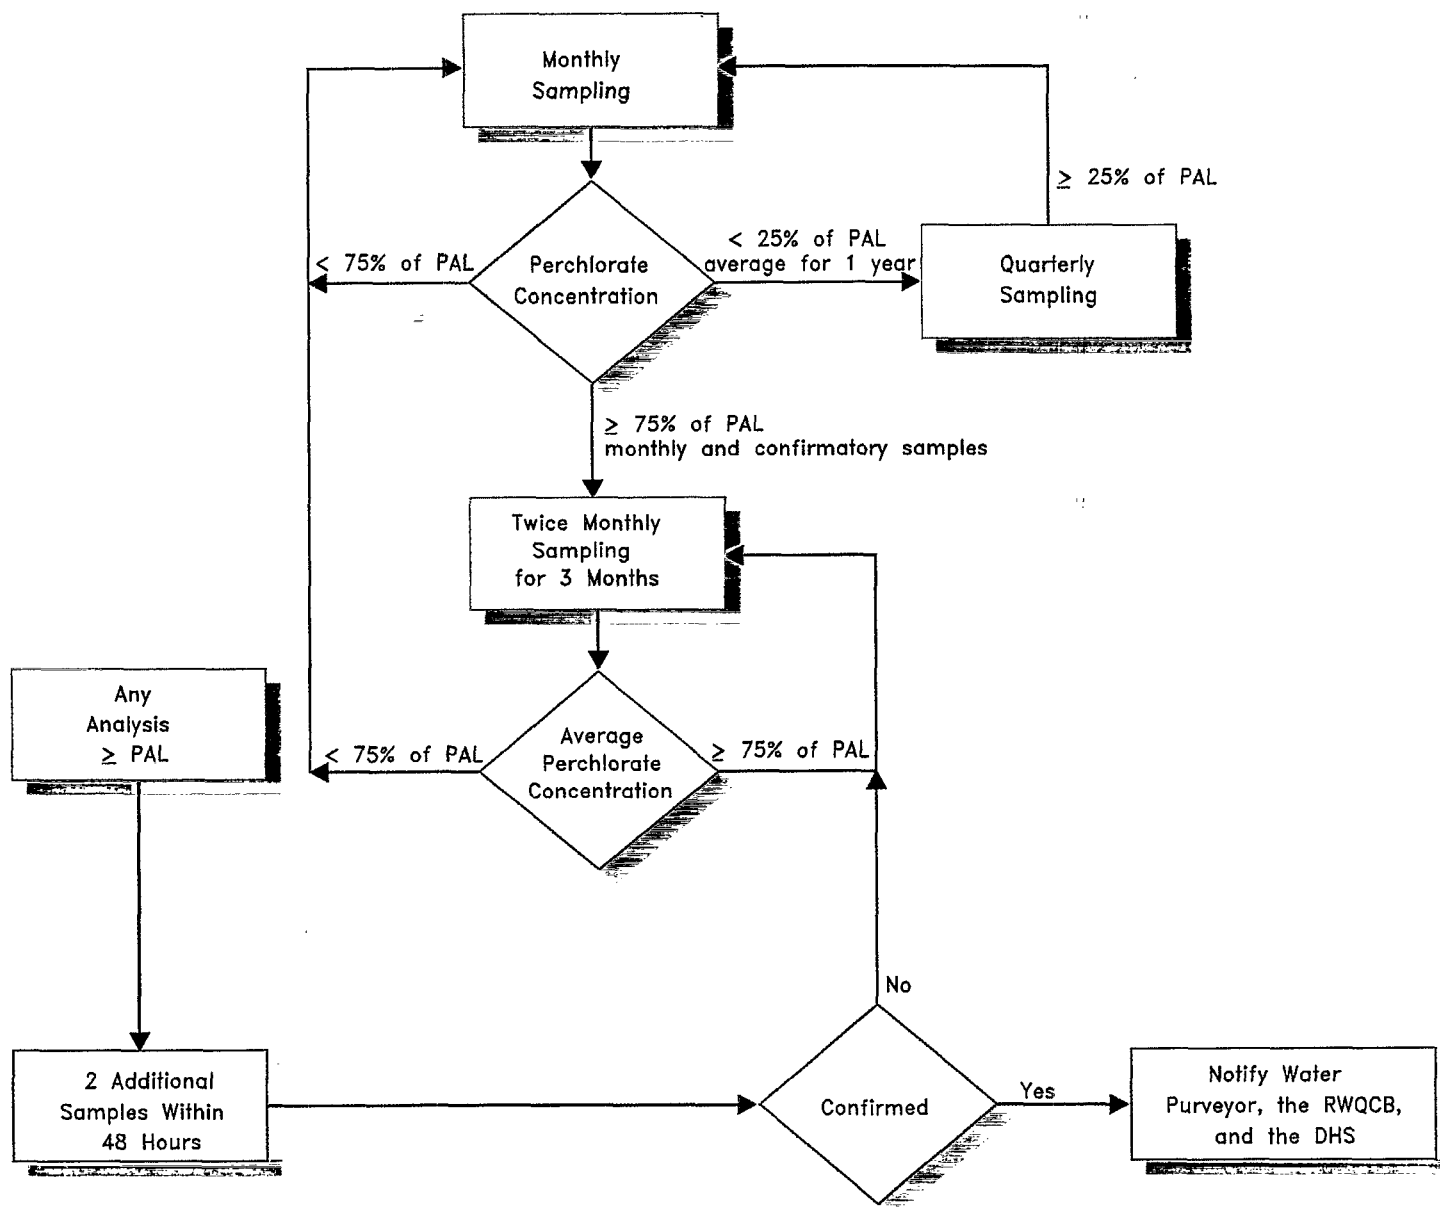 Monthly
Sampling
≥ 25% of PAL
< 75% of PAL
Perchlorate
Concentration
< 25% of PAL
average for 1 year
Quarterly
Sampling
≥ 75% of PAL
monthly and confirmatory samples
Twice Monthly
Sampling
for 3 Months
Any
Analysis
≥ PAL
< 75% of PAL
Average
Perchlorate
Concentration
≥ 75% of PAL
No
2 Additional
Samples Within
48 Hours
Confirmed
Yes
Notify Water
Purveyor, the RWQCB,
and the DHS